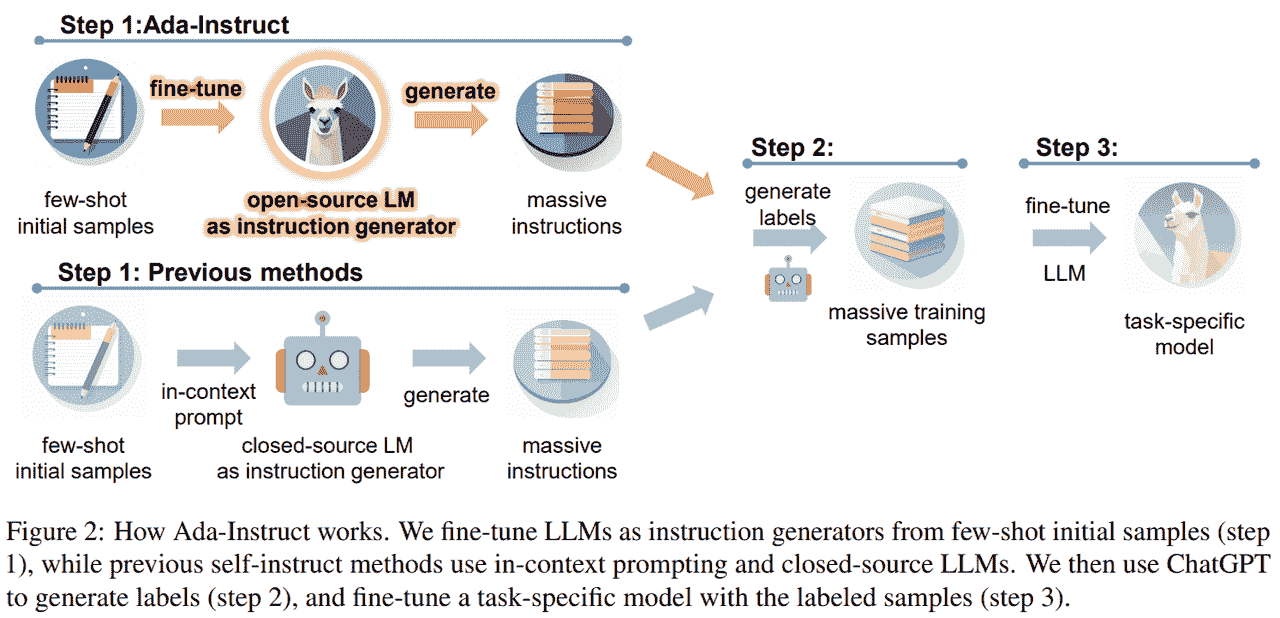 Step 1:Ada-Instruct
fine-tune
generate
few-shot
initial samples
open-source LM
as instruction generator
massive
instructions
Step 1: Previous methods
in-context
prompt
generate
few-shot
initial samples
closed-source LM
as instruction generator
massive
instructions
Step 2:
generate
labels
massive training
samples
Step 3:
fine-tune
LLM
task-specific
model
Figure 2: How Ada-Instruct works. We fine-tune LLMs as instruction generators from few-shot initial samples (step
1), while previous self-instruct methods use in-context prompting and closed-source LLMs. We then use ChatGPT
to generate labels (step 2), and fine-tune a task-specific model with the labeled samples (step 3).